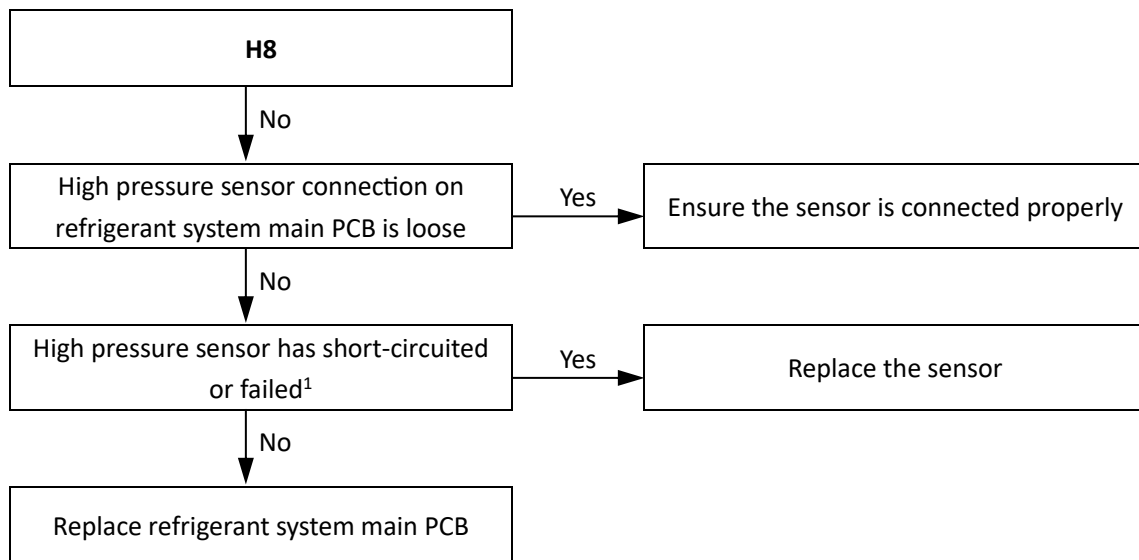 H8
No
High pressure sensor connection on
refrigerant system main PCB is loose
Yes
Ensure the sensor is connected properly
No
High pressure sensor has short-circuited
or failed¹
Yes
Replace the sensor
No
Replace refrigerant system main PCB